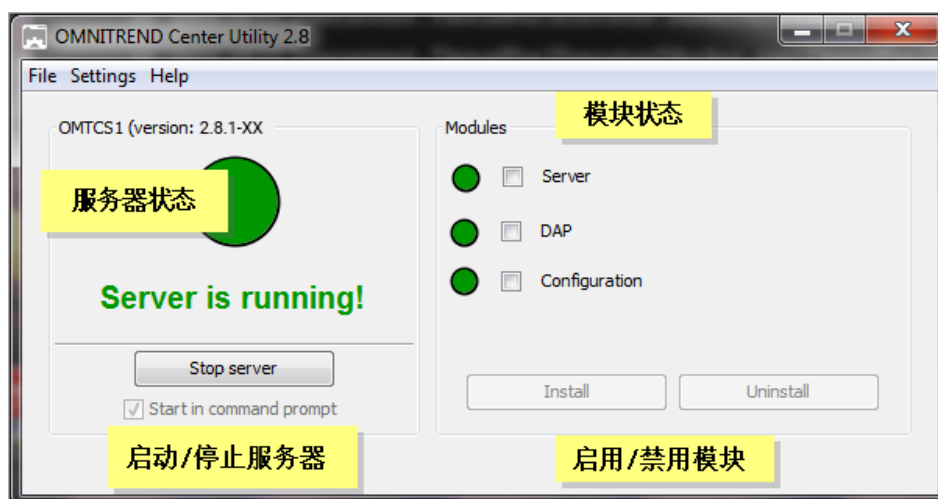 OMNITREND Center Utility 2.8
File Settings Help
OMTCS1 (version: 2.8.1-XX
服务器状态
Server is running!
Stop server
Start in command prompt
启动/停止服务器
Modules
模块状态
Server
DAP
Configuration
Install Uninstall
启用/禁用模块